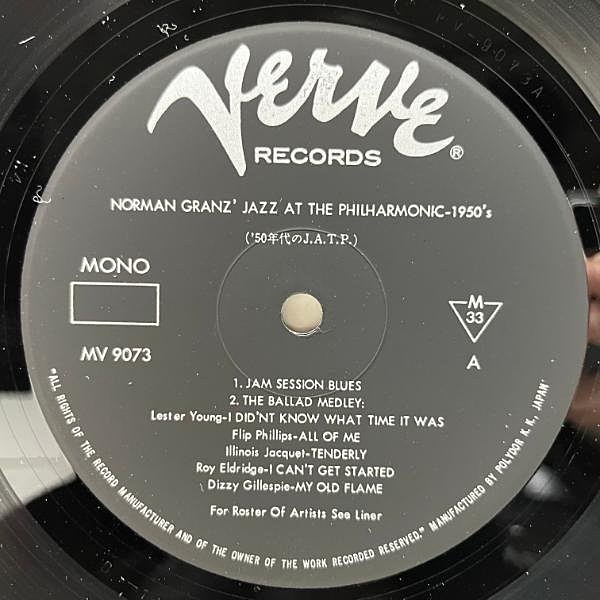 Verve
RECORDS ®
NORMAN GRANZ' JAZZ AT THE PHILHARMONIC-1950's
('50年代のJ.A.T.P.)
MONO
MV 9073
M
33
A
1. JAM SESSION BLUES
2. THE BALLAD MEDLEY:
Lester Young-I DID'NT KNOW WHAT TIME IT WAS
Flip Phillips-ALL OF ME
Illinois Jacquet-TENDERLY
Roy Eldridge-I CAN'T GET STARTED
Dizzy Gillespie-MY OLD FLAME
For Roster Of Artists See Liner
"ALL RIGHTS OF THE RECORD MANUFACTURER AND OF THE OWNER OF THE WORK RECORDED RESERVED." MANUFACTURED BY POLYDOR K. K. JAPAN
MV-9073A